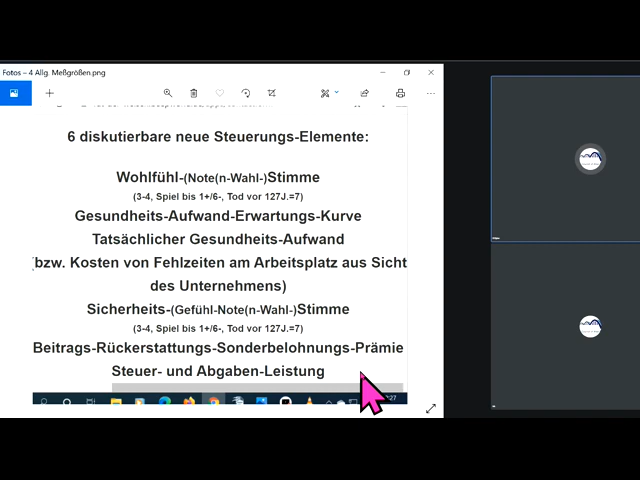 Fotos – 4 Allg. Meßgrößen.png
6 diskutierbare neue Steuerungs-Elemente:
Wohlfühl-(Note(n-Wahl-)Stimme
(3-4, Spiel bis 1+/6-, Tod vor 127J.=7)
Gesundheits-Aufwand-Erwartungs-Kurve
Tatsächlicher Gesundheits-Aufwand
bzw. Kosten von Fehlzeiten am Arbeitsplatz aus Sicht
des Unternehmens)
Sicherheits-(Gefühl-Note(n-Wahl-)Stimme
(3-4, Spiel bis 1+/6-, Tod vor 127J.=7)
Beitrags-Rückerstattungs-Sonderbelohnungs-Prämie
Steuer- und Abgaben-Leistung